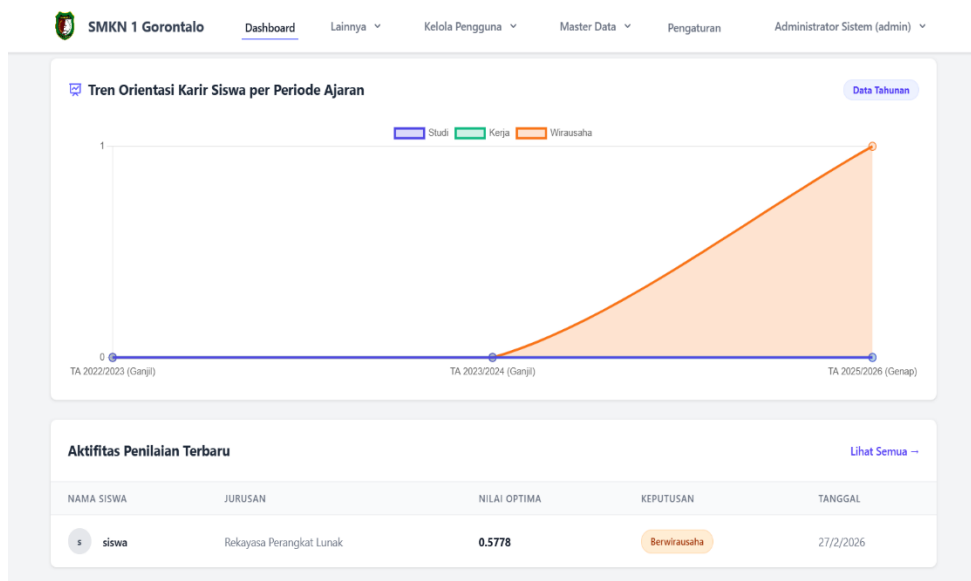 SMKN 1 Gorontalo Dashboard Lainnya Kelola Pengguna Master Data Pengaturan Administrator Sistem (admin)
Tren Orientasi Karir Siswa per Periode Ajaran Data Tahunan
Studi Kerja Wirausaha
1
0
TA 2022/2023 (Ganjil) TA 2023/2024 (Ganjil) TA 2025/2026 (Genap)
Aktifitas Penilaian Terbaru Lihat Semua →
NAMA SISWA JURUSAN NILAI OPTIMA KEPUTUSAN TANGGAL
s siswa Rekayasa Perangkat Lunak 0.5778 Berwirausaha 27/2/2026